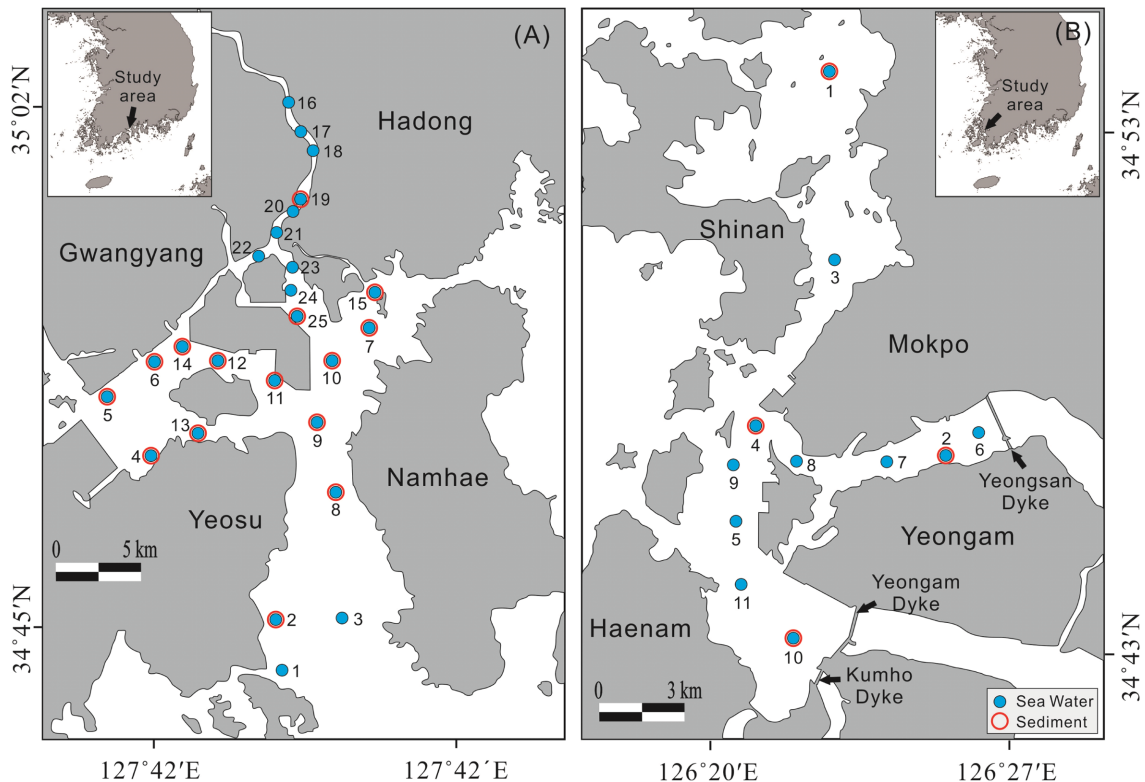 (A)
Study
area
35°02′N
34°45′N
16
17
Hadong
18
19
20
21
22
Gwangyang
23
24
15
25
7
14
12
6
10
11
5
13
9
4
Namhae
8
Yeosu
0 5 km
2
3
1
127°42′E
127°42′E
(B)
Study
area
1
34°53′N
Shinan
3
Mokpo
4
2
6
8
7
9
Yeongsan
Dyke
5
Yeongam
Yeongam
Dyke
11
Haenam
10
34°43′N
Kumho
Dyke
0 3 km
Sea Water
Sediment
126°20′E
126°27′E